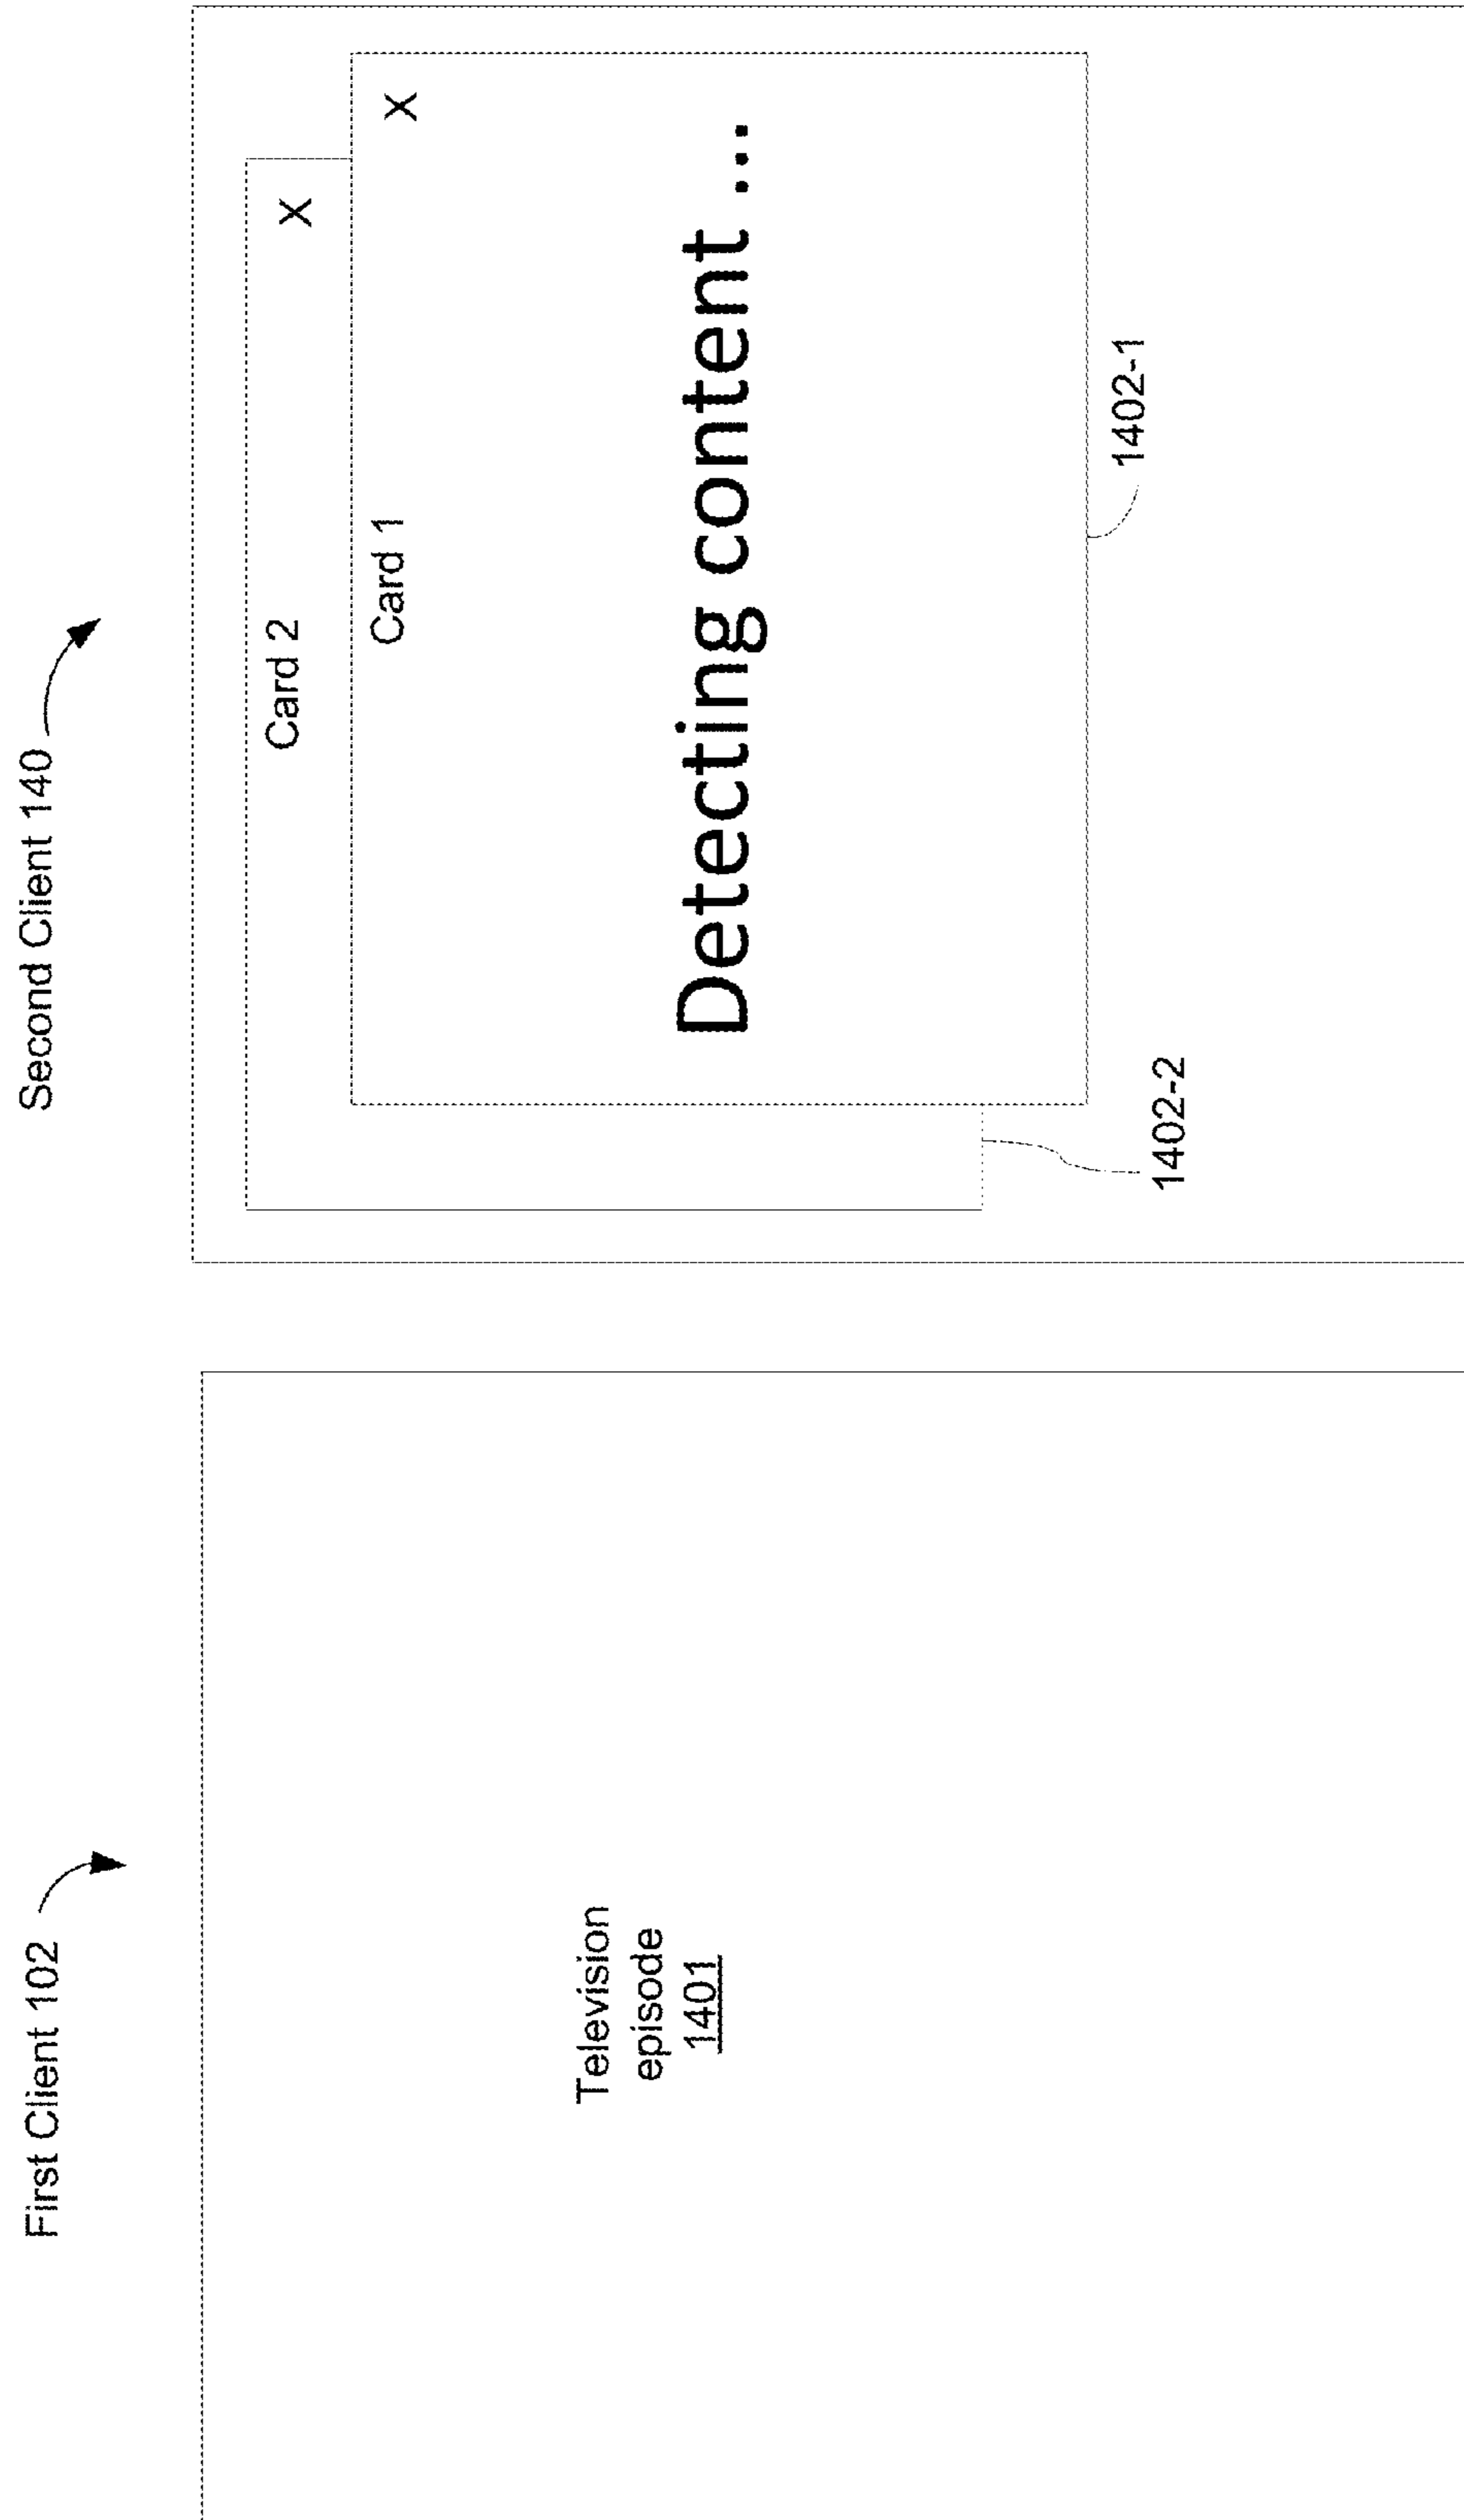 First Client 102
Television
episode
1401
Second Client 140
Card 2
X
Card 1
X
Detecting content ...
1402-1
1402-2